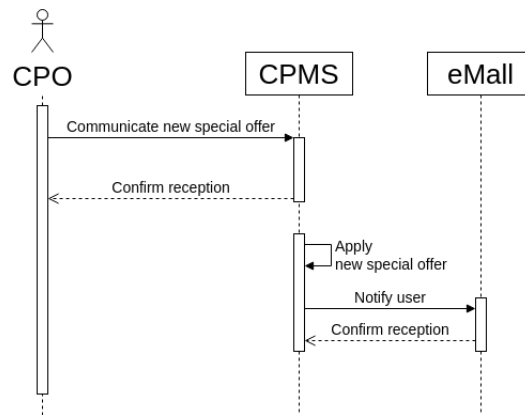 CPO
CPMS
eMall
Communicate new special offer
Confirm reception
Apply
new special offer
Notify user
Confirm reception